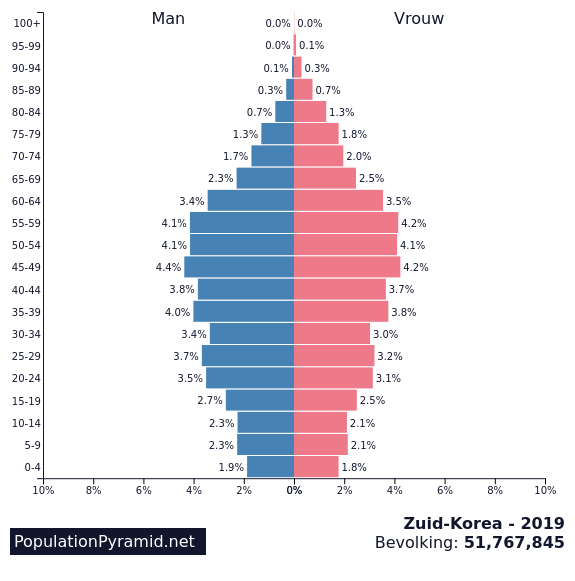 Man Vrouw
100+ 0.0% 0.0%
95-99 0.0% 0.1%
90-94 0.1% 0.3%
85-89 0.3% 0.7%
80-84 0.7% 1.3%
75-79 1.3% 1.8%
70-74 1.7% 2.0%
65-69 2.3% 2.5%
60-64 3.4% 3.5%
55-59 4.1% 4.2%
50-54 4.1% 4.1%
45-49 4.4% 4.2%
40-44 3.8% 3.7%
35-39 4.0% 3.8%
30-34 3.4% 3.0%
25-29 3.7% 3.2%
20-24 3.5% 3.1%
15-19 2.7% 2.5%
10-14 2.3% 2.1%
5-9 2.3% 2.1%
0-4 1.9% 1.8%
10% 8% 6% 4% 2% 0% 2% 4% 6% 8% 10%
Zuid-Korea - 2019
PopulationPyramid.net
Bevolking: 51,767,845